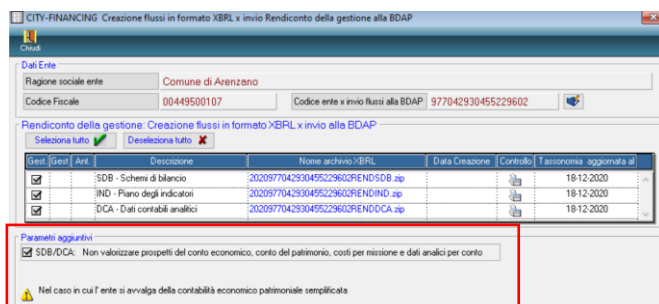 CITY-FINANCING Creazione flussi in formato XBRL x invio Rendiconto della gestione alla BDAP
Chiudi
Dati Ente
Ragione sociale ente Comune di Arenzano
Codice Fiscale 00449500107 Codice ente x invio flussi alla BDAP 977042930455229602
Rendiconto della gestione: Creazione flussi in formato XBRL x invio alla BDAP
Seleziona tutto Deseleziona tutto
Gest. Gest Ant. Descrizione Nome archivio XBRL Data Creazione Controllo Tassonomia aggiornata al
SDB - Schemi di bilancio 2020977042930455229602RENDSDB.zip 18-12-2020
IND - Piano degli indicatori 2020977042930455229602RENDIND.zip 18-12-2020
DCA - Dati contabili analitici 2020977042930455229602RENDDCA.zip 18-12-2020
Parametri aggiuntivi
SDB/DCA: Non valorizzare prospetti del conto economico, conto del patrimonio, costi per missione e dati analici per conto
Nel caso in cui l' ente si avvalga della contabilità economico patrimoniale semplificata